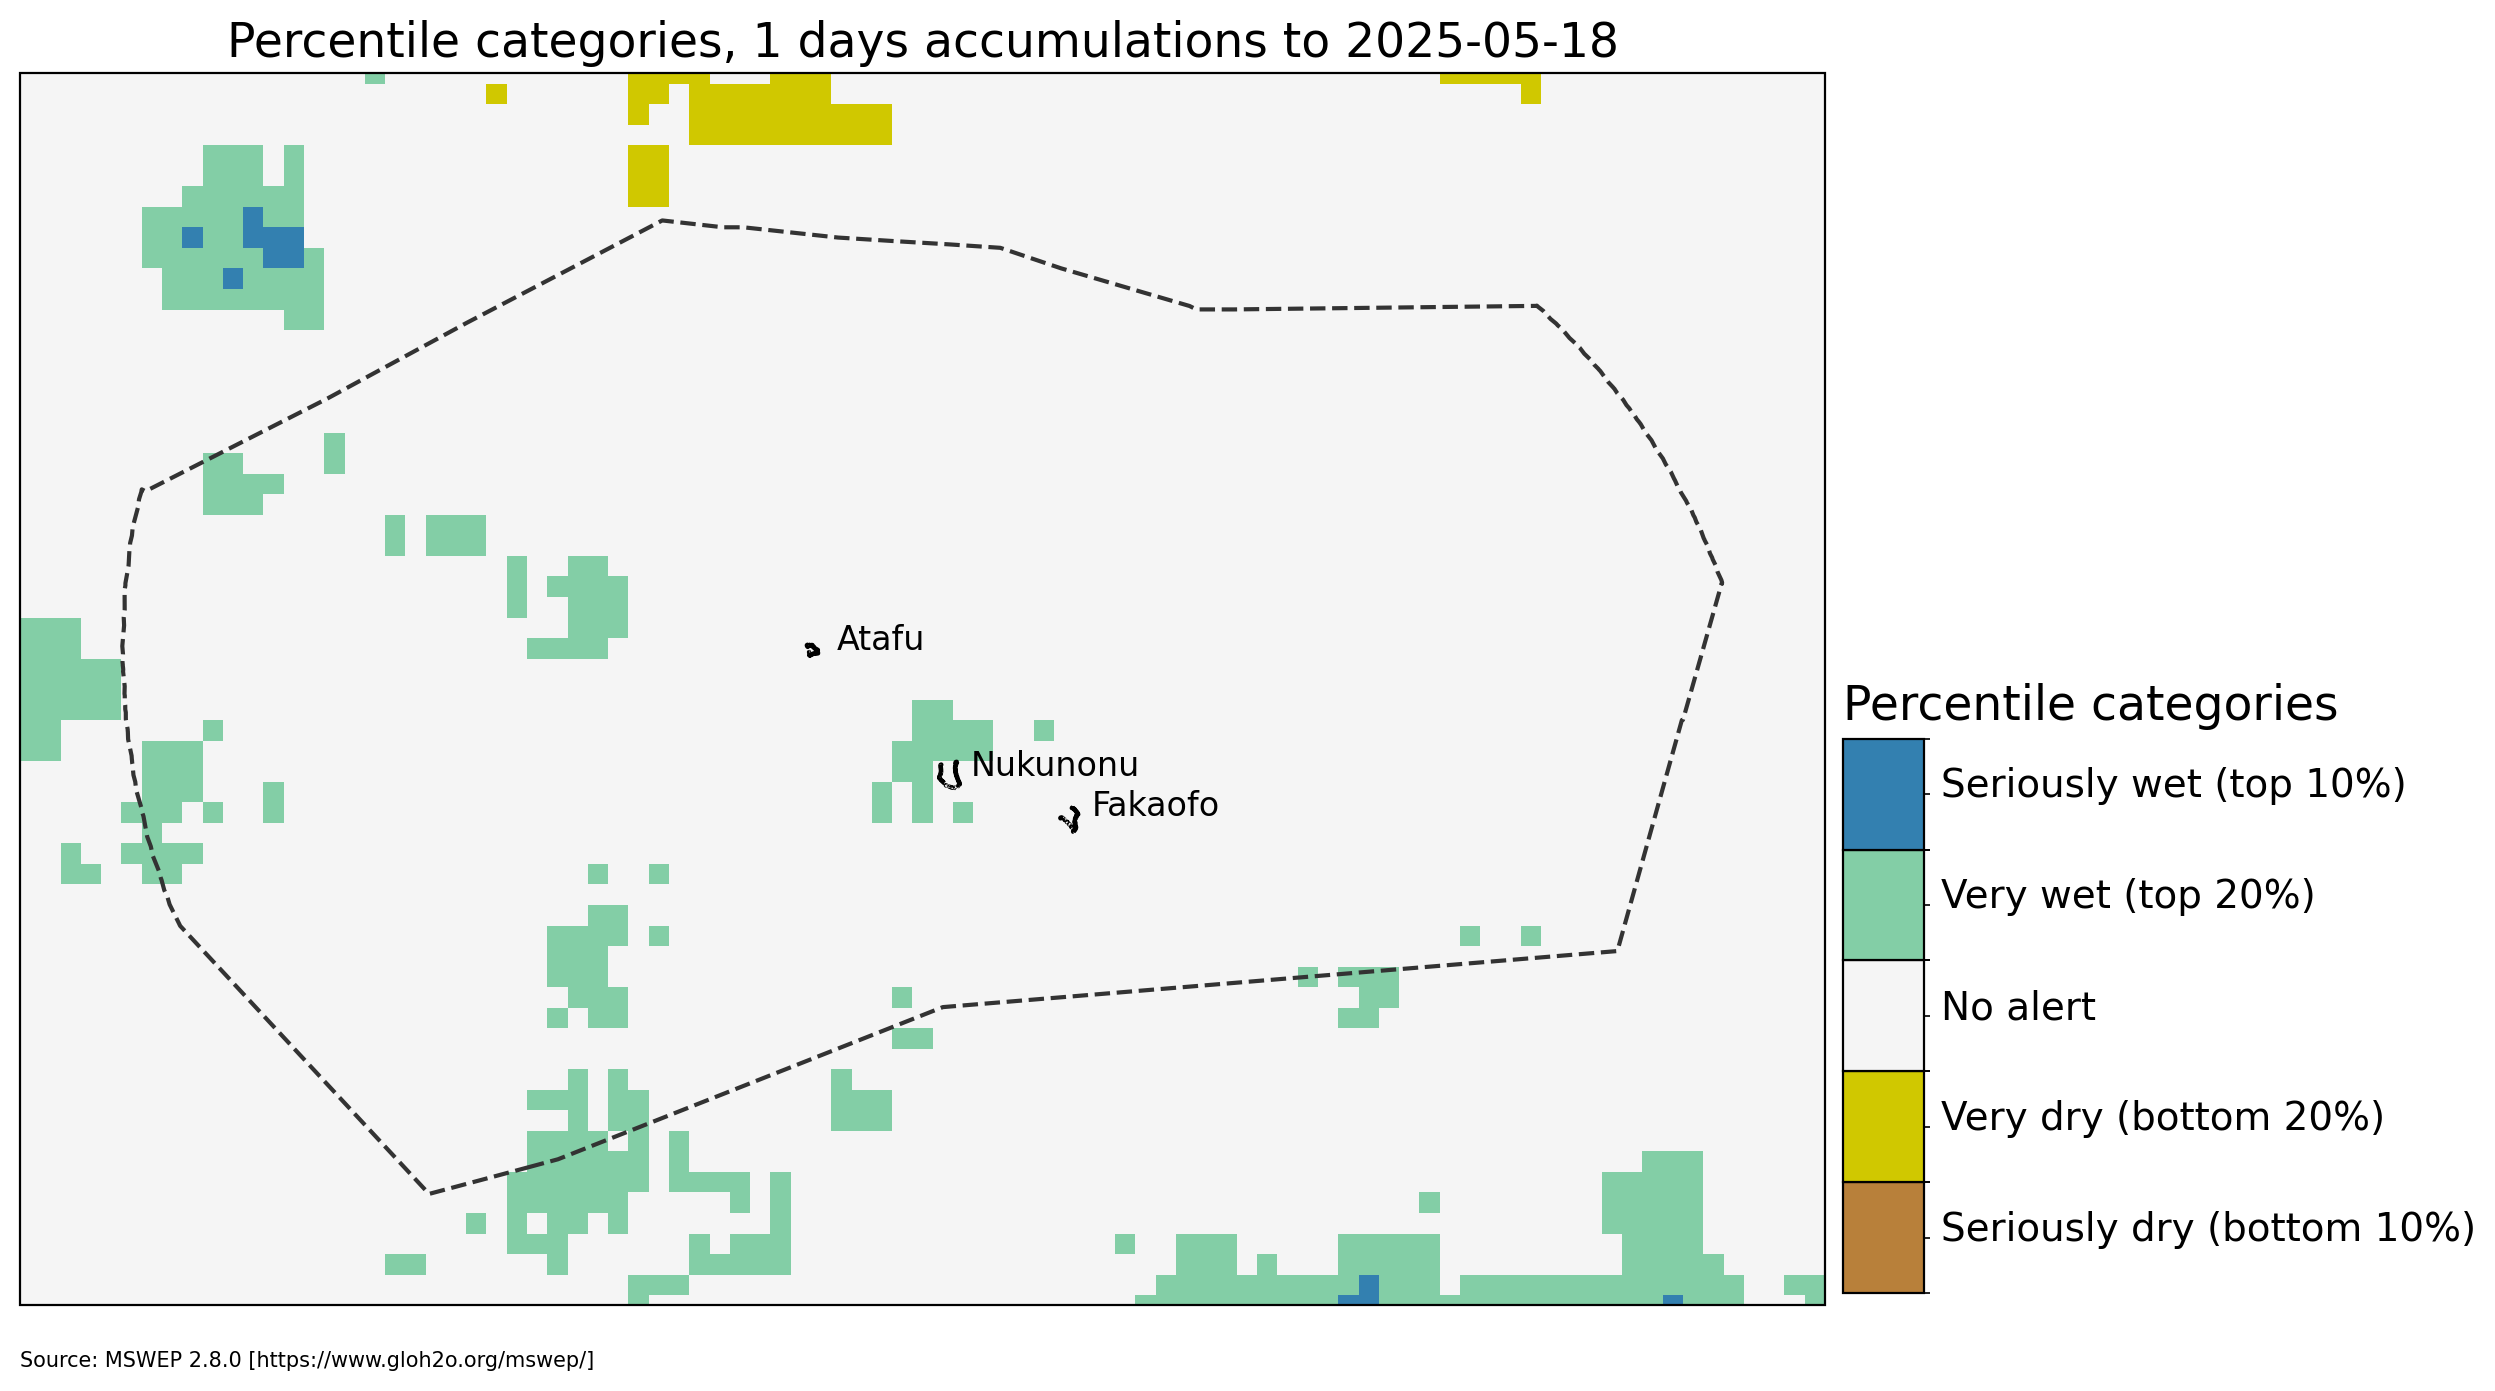 Percentile categories, 1 days accumulations to 2025-05-18
Atafu
Nukunonu
Fakaofo
Percentile categories
Seriously wet (top 10%)
Very wet (top 20%)
No alert
Very dry (bottom 20%)
Seriously dry (bottom 10%)
Source: MSWEP 2.8.0 [https://www.gloh2o.org/mswep/]